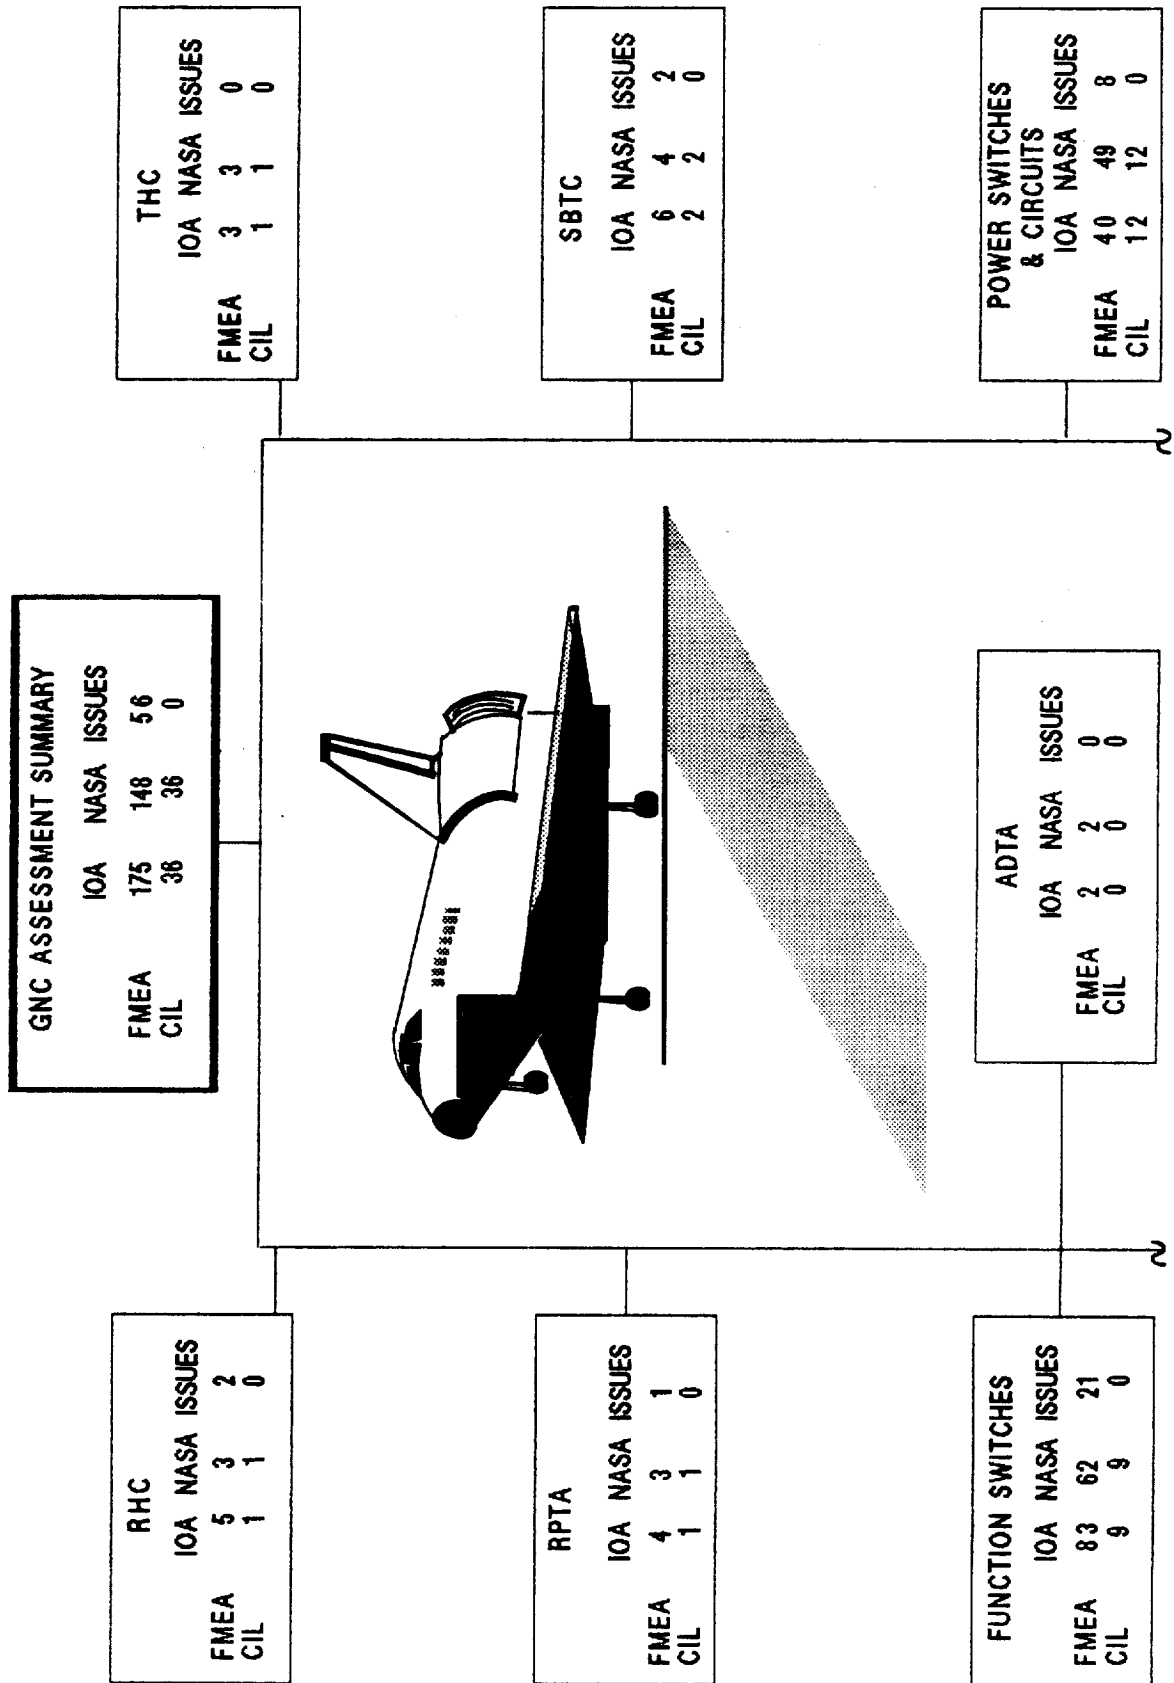 GNC ASSESSMENT SUMMARY
IOA NASA ISSUES
FMEA 175 148 56
CIL 36 36 0
RHC
IOA NASA ISSUES
FMEA 5 3 2
CIL 1 1 0
THC
IOA NASA ISSUES
FMEA 3 3 0
CIL 1 1 0
RPTA
IOA NASA ISSUES
FMEA 4 3 1
CIL 1 1 0
SBTC
IOA NASA ISSUES
FMEA 6 4 2
CIL 2 2 0
FUNCTION SWITCHES
IOA NASA ISSUES
FMEA 83 62 21
CIL 9 9 0
ADTA
IOA NASA ISSUES
FMEA 2 2 0
CIL 0 0 0
POWER SWITCHES
& CIRCUITS
IOA NASA ISSUES
FMEA 40 49 8
CIL 12 12 0